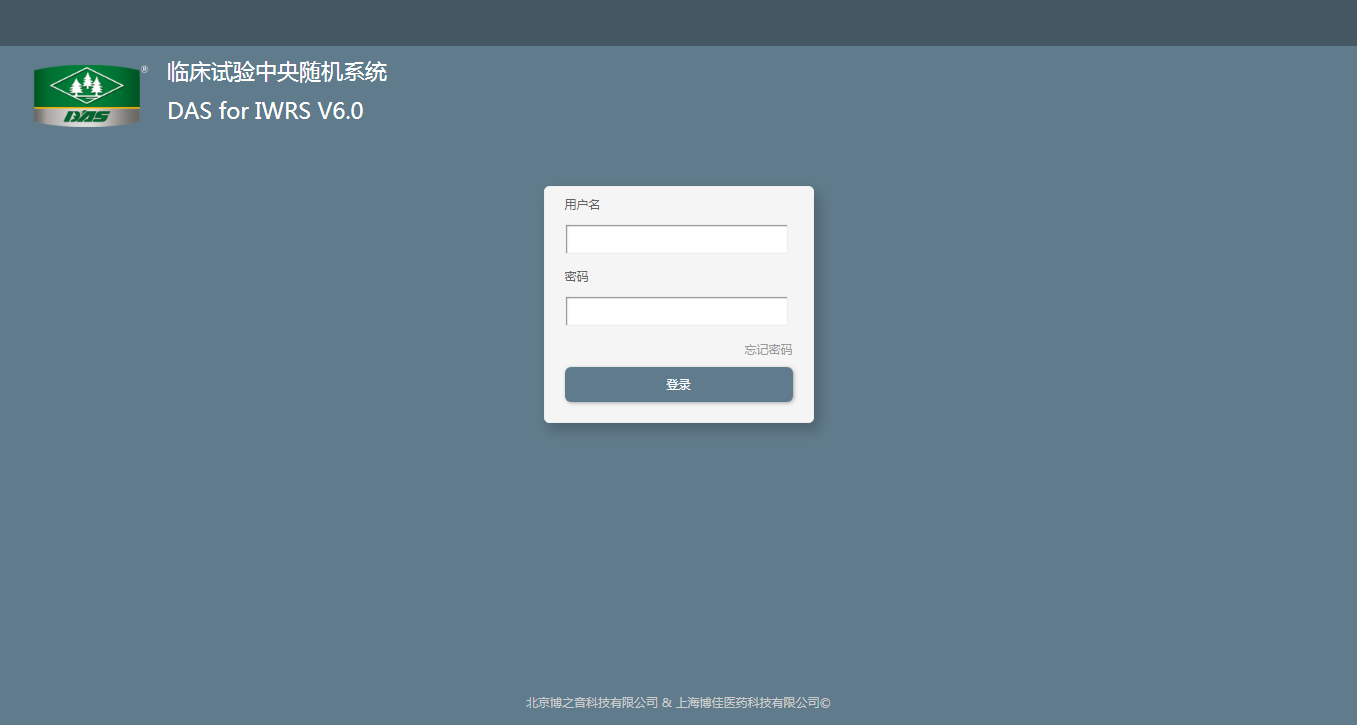 临床试验中央随机系统
DAS for IWRS V6.0
DAS
®
用户名
密码
忘记密码
登录
北京博之音科技有限公司 & 上海博佳医药科技有限公司©